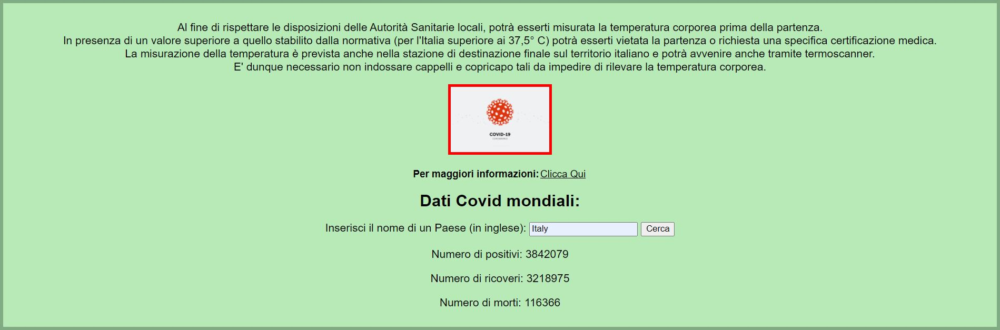 Al fine di rispettare le disposizioni delle Autorità Sanitarie locali, potrà esserti misurata la temperatura corporea prima della partenza.
In presenza di un valore superiore a quello stabilito dalla normativa (per l'Italia superiore ai 37,5° C) potrà esserti vietata la partenza o richiesta una specifica certificazione medica.
La misurazione della temperatura è prevista anche nella stazione di destinazione finale sul territorio italiano e potrà avvenire anche tramite termoscanner.
E' dunque necessario non indossare cappelli e copricapo tali da impedire di rilevare la temperatura corporea.
COVID-19
Per maggiori informazioni: Clicca Qui
Dati Covid mondiali:
Inserisci il nome di un Paese (in inglese): Italy Cerca
Numero di positivi: 3842079
Numero di ricoveri: 3218975
Numero di morti: 116366